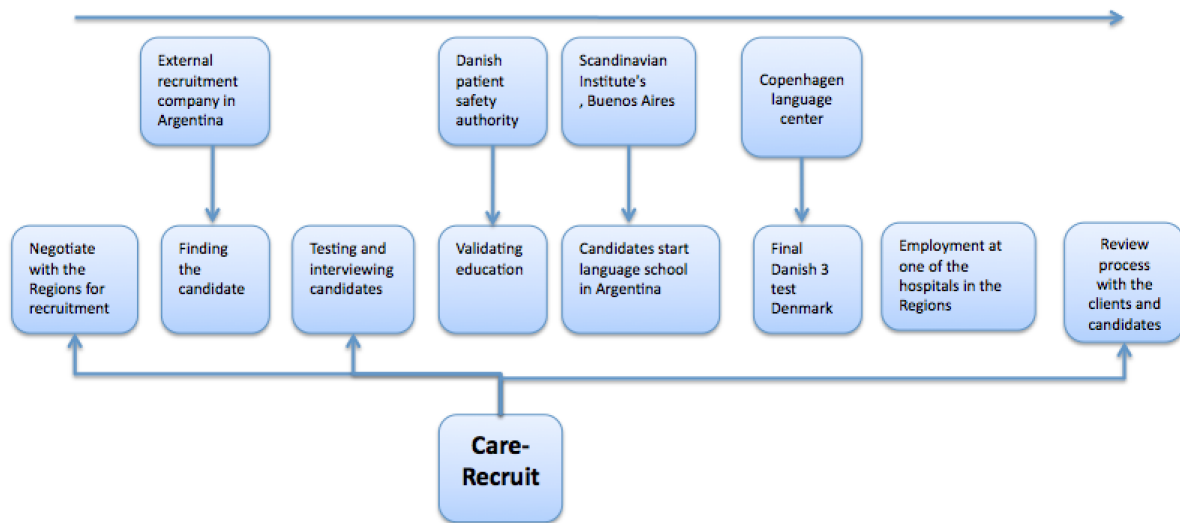 External
recruitment
company in
Argentina
Danish
patient
safety
authority
Scandinavian
Institute's
, Buenos Aires
Copenhagen
language
center
Negotiate
with the
Regions for
recruitment
Finding
the
candidate
Testing and
interviewing
candidates
Validating
education
Candidates start
language school
in Argentina
Final
Danish 3
test
Denmark
Employment at
one of the
hospitals in the
Regions
Review
process
with the
clients and
candidates
Care-
Recruit